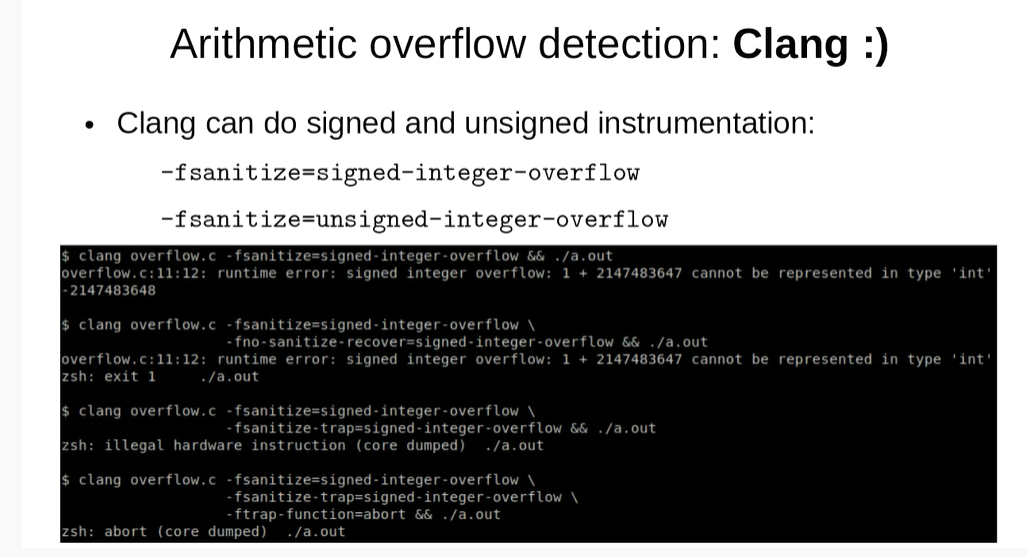 Arithmetic overflow detection: Clang :)
• Clang can do signed and unsigned instrumentation:
-fsanitize=signed-integer-overflow
-fsanitize=unsigned-integer-overflow
$ clang overflow.c -fsanitize=signed-integer-overflow && ./a.out
overflow.c:11:12: runtime error: signed integer overflow: 1 + 2147483647 cannot be represented in type 'int'
-2147483648
$ clang overflow.c -fsanitize=signed-integer-overflow \
-fno-sanitize-recover=signed-integer-overflow && ./a.out
overflow.c:11:12: runtime error: signed integer overflow: 1 + 2147483647 cannot be represented in type 'int'
zsh: exit 1     ./a.out
$ clang overflow.c -fsanitize=signed-integer-overflow \
-fsanitize-trap=signed-integer-overflow && ./a.out
zsh: illegal hardware instruction (core dumped)  ./a.out
$ clang overflow.c -fsanitize=signed-integer-overflow \
-fsanitize-trap=signed-integer-overflow \
-ftrap-function=abort && ./a.out
zsh: abort (core dumped)  ./a.out